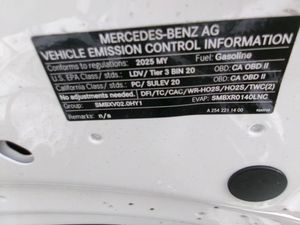 MERCEDES-BENZ AG
VEHICLE EMISSION CONTROL INFORMATION
Conforms to regulations: 2025 MY Fuel: Gasoline
U.S. EPA Class / stds.: LDV/ Tier 3 BIN 20 OBD: CA OBD II
California Class / stds.: PC/ SULEV 20 OBD: CA OBD II
No adjustments needed. DFI/TC/CAC/WR-HO2S/HO2S/TWC(2)
Group: SMBXV02.0HY1 EVAP: SMBXR0140LNC
Remarks: n/a A 254 221 14 00